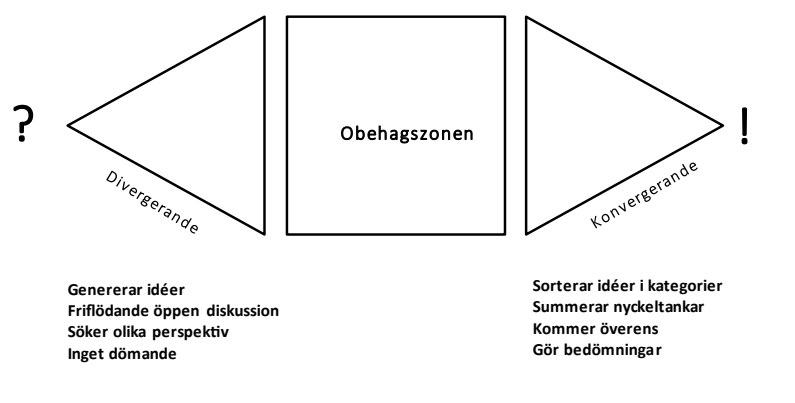 ?
Obehagszonen
!
Divergerande
Konvergerande
Genererar idéer
Friflödande öppen diskussion
Söker olika perspektiv
Inget dömande
Sorterar idéer i kategorier
Summerar nyckeltankar
Kommer överens
Gör bedömningar